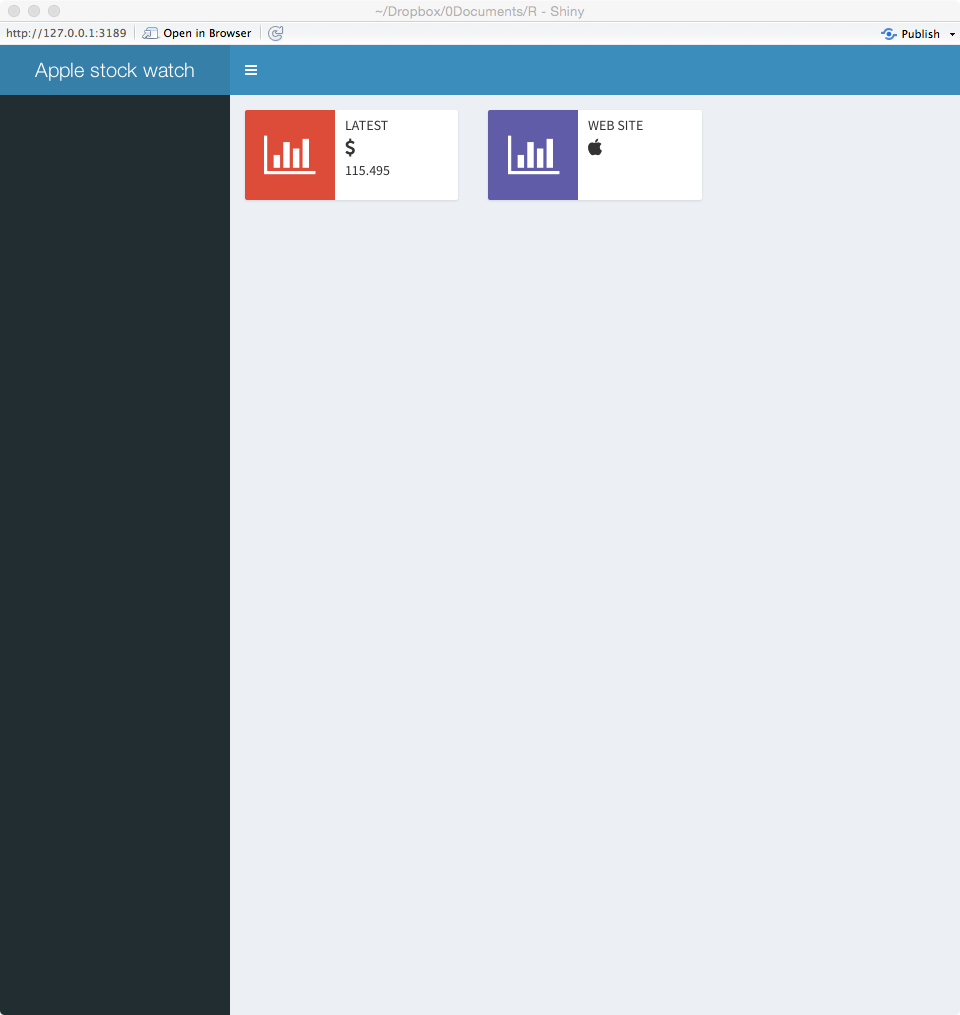 ~/Dropbox/0Documents/R - Shiny
http://127.0.0.1:3189 Open in Browser Publish
Apple stock watch
LATEST
$
115.495
WEB SITE